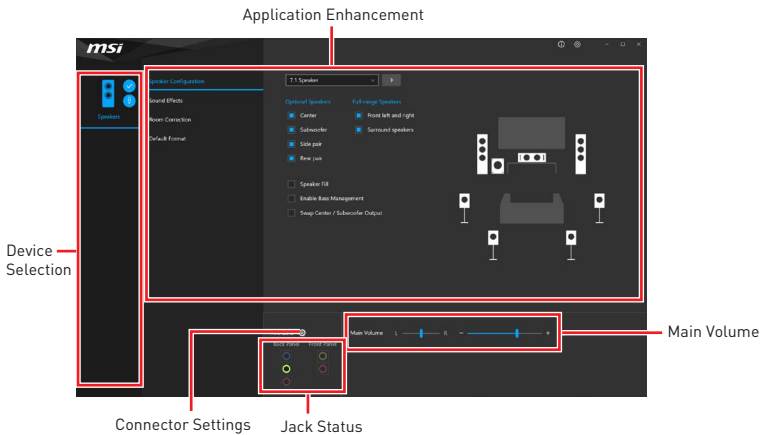 Application Enhancement
msi
Speaker Configuration
7.1 Speaker
Sound Effects
Optional Speakers
Full-range Speakers
Speakers
Room Correction
Center
Front left and right
Subwoofer
Surround speakers
Default Format
Side pair
Rear pair
Speaker Fill
Enable Bass Management
Swap Center / Subwoofer Output
Device
Selection
Main Volume
L
R
-
+
Main Volume
Back Panel
Front Panel
Connector Settings
Jack Status